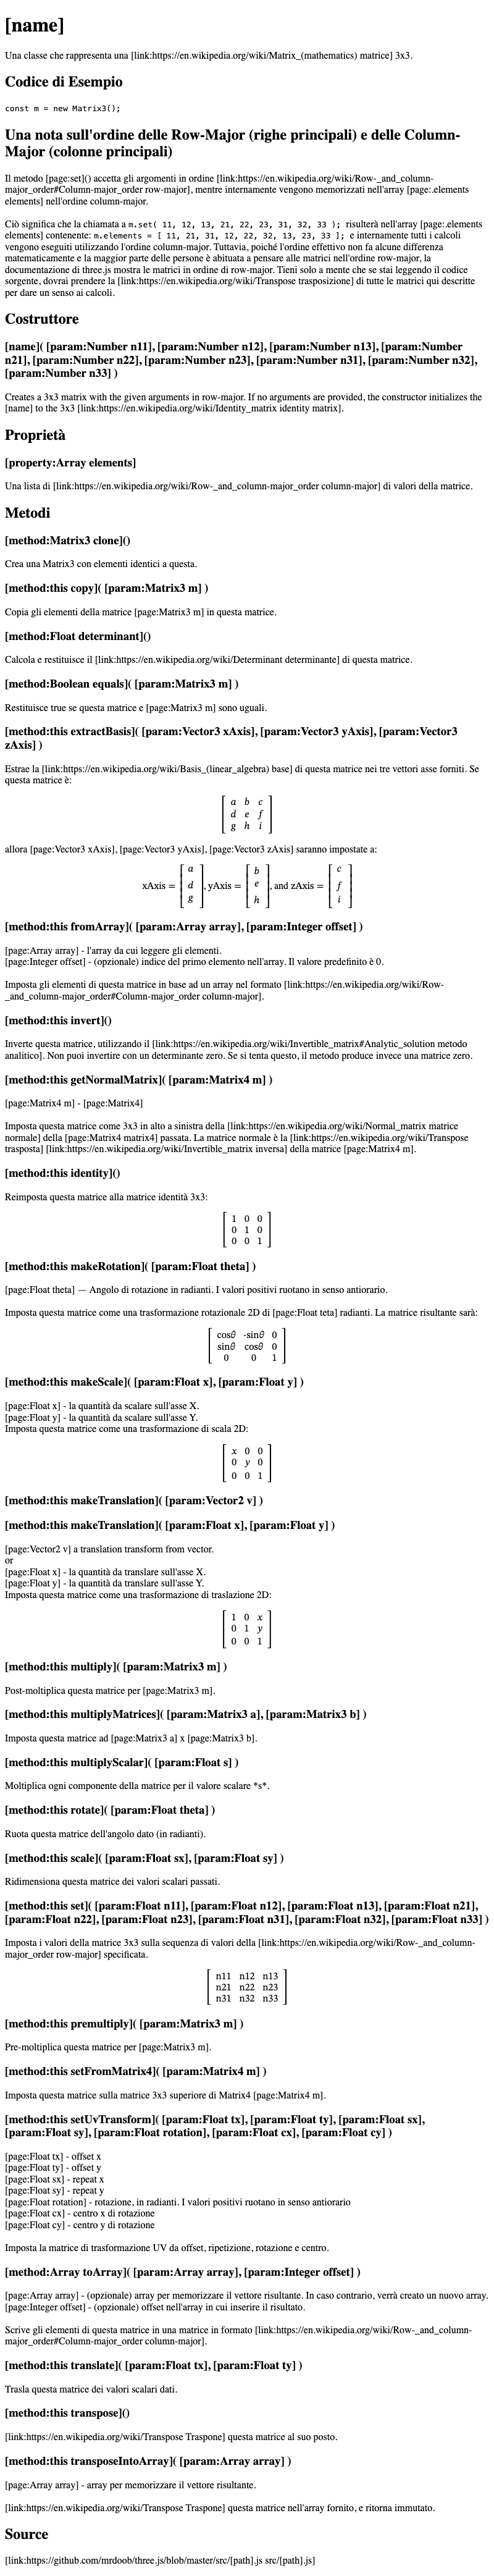 [name]
Una classe che rappresenta una [link:https://en.wikipedia.org/wiki/Matrix_(mathematics) matrice] 3x3.
Codice di Esempio
const m = new Matrix3();
Una nota sull'ordine delle Row-Major (righe principali) e delle Column-
Major (colonne principali)
Il metodo [page:set]() accetta gli argomenti in ordine [link:https://en.wikipedia.org/wiki/Row-_and_column-
major_order#Column-major_order row-major], mentre internamente vengono memorizzati nell'array [page:.elements
elements] nell'ordine column-major.
Ciò significa che la chiamata a m.set( 11, 12, 13, 21, 22, 23, 31, 32, 33 ); risulterà nell'array [page:.elements
elements] contenente: m.elements = [ 11, 21, 31, 12, 22, 32, 13, 23, 33 ]; e internamente tutti i calcoli
vengono eseguiti utilizzando l'ordine column-major. Tuttavia, poiché l'ordine effettivo non fa alcune differenza
matematicamente e la maggior parte delle persone è abituata a pensare alle matrici nell'ordine row-major, la
documentazione di three.js mostra le matrici in ordine di row-major. Tieni solo a mente che se stai leggendo il codice
sorgente, dovrai prendere la [link:https://en.wikipedia.org/wiki/Transpose trasposizione] di tutte le matrici qui descritte
per dare un senso ai calcoli.
Costruttore
[name]( [param:Number n11], [param:Number n12], [param:Number n13], [param:Number
n21], [param:Number n22], [param:Number n23], [param:Number n31], [param:Number n32],
[param:Number n33] )
Creates a 3x3 matrix with the given arguments in row-major. If no arguments are provided, the constructor initializes the
[name] to the 3x3 [link:https://en.wikipedia.org/wiki/Identity_matrix identity matrix].
Proprietà
[property:Array elements]
Una lista di [link:https://en.wikipedia.org/wiki/Row-_and_column-major_order column-major] di valori della matrice.
Metodi
[method:Matrix3 clone]()
Crea una Matrix3 con elementi identici a questa.
[method:this copy]( [param:Matrix3 m] )
Copia gli elementi della matrice [page:Matrix3 m] in questa matrice.
[method:Float determinant]()
Calcola e restituisce il [link:https://en.wikipedia.org/wiki/Determinant determinante] di questa matrice.
[method:Boolean equals]( [param:Matrix3 m] )
Restituisce true se questa matrice e [page:Matrix3 m] sono uguali.
[method:this extractBasis]( [param:Vector3 xAxis], [param:Vector3 yAxis], [param:Vector3
zAxis] )
Estrae la [link:https://en.wikipedia.org/wiki/Basis_(linear_algebra) base] di questa matrice nei tre vettori asse forniti. Se
questa matrice è:
a b c
d e f
g h i
allora [page:Vector3 xAxis], [page:Vector3 yAxis], [page:Vector3 zAxis] saranno impostate a:
xAxis = [ a d g ], yAxis = [ b e h ], and zAxis = [ c f i ]
[method:this fromArray]( [param:Array array], [param:Integer offset] )
[page:Array array] - l'array da cui leggere gli elementi.
[page:Integer offset] - (opzionale) indice del primo elemento nell'array. Il valore predefinito è 0.
Imposta gli elementi di questa matrice in base ad un array nel formato [link:https://en.wikipedia.org/wiki/Row-
_and_column-major_order#Column-major_order column-major].
[method:this invert]()
Inverte questa matrice, utilizzando il [link:https://en.wikipedia.org/wiki/Invertible_matrix#Analytic_solution metodo
analitico]. Non puoi invertire con un determinante zero. Se si tenta questo, il metodo produce invece una matrice zero.
[method:this getNormalMatrix]( [param:Matrix4 m] )
[page:Matrix4 m] - [page:Matrix4]
Imposta questa matrice come 3x3 in alto a sinistra della [link:https://en.wikipedia.org/wiki/Normal_matrix matrice
normale] della [page:Matrix4 matrix4] passata. La matrice normale è la [link:https://en.wikipedia.org/wiki/Transpose
trasposta] [link:https://en.wikipedia.org/wiki/Invertible_matrix inversa] della matrice [page:Matrix4 m].
[method:this identity]()
Reimposta questa matrice alla matrice identità 3x3:
1 0 0
0 1 0
0 0 1
[method:this makeRotation]( [param:Float theta] )
[page:Float theta] — Angolo di rotazione in radianti. I valori positivi ruotano in senso antiorario.
Imposta questa matrice come una trasformazione rotazionale 2D di [page:Float teta] radianti. La matrice risultante sarà:
cosθ -sinθ 0
sinθ cosθ 0
0 0 1
[method:this makeScale]( [param:Float x], [param:Float y] )
[page:Float x] - la quantità da scalare sull'asse X.
[page:Float y] - la quantità da scalare sull'asse Y.
Imposta questa matrice come una trasformazione di scala 2D:
x 0 0
0 y 0
0 0 1
[method:this makeTranslation]( [param:Vector2 v] )
[method:this makeTranslation]( [param:Float x], [param:Float y] )
[page:Vector2 v] a translation transform from vector.
or
[page:Float x] - la quantità da translare sull'asse X.
[page:Float y] - la quantità da translare sull'asse Y.
Imposta questa matrice come una trasformazione di traslazione 2D:
1 0 x
0 1 y
0 0 1
[method:this multiply]( [param:Matrix3 m] )
Post-moltiplica questa matrice per [page:Matrix3 m].
[method:this multiplyMatrices]( [param:Matrix3 a], [param:Matrix3 b] )
Imposta questa matrice ad [page:Matrix3 a] x [page:Matrix3 b].
[method:this multiplyScalar]( [param:Float s] )
Moltiplica ogni componente della matrice per il valore scalare *s*.
[method:this rotate]( [param:Float theta] )
Ruota questa matrice dell'angolo dato (in radianti).
[method:this scale]( [param:Float sx], [param:Float sy] )
Ridimensiona questa matrice dei valori scalari passati.
[method:this set]( [param:Float n11], [param:Float n12], [param:Float n13], [param:Float n21],
[param:Float n22], [param:Float n23], [param:Float n31], [param:Float n32], [param:Float n33] )
Imposta i valori della matrice 3x3 sulla sequenza di valori della [link:https://en.wikipedia.org/wiki/Row-_and_column-
major_order row-major] specificata.
n11 n12 n13
n21 n22 n23
n31 n32 n33
[method:this premultiply]( [param:Matrix3 m] )
Pre-moltiplica questa matrice per [page:Matrix3 m].
[method:this setFromMatrix4]( [param:Matrix4 m] )
Imposta questa matrice sulla matrice 3x3 superiore di Matrix4 [page:Matrix4 m].
[method:this setUvTransform]( [param:Float tx], [param:Float ty], [param:Float sx],
[param:Float sy], [param:Float rotation], [param:Float cx], [param:Float cy] )
[page:Float tx] - offset x
[page:Float ty] - offset y
[page:Float sx] - repeat x
[page:Float sy] - repeat y
[page:Float rotation] - rotazione, in radianti. I valori positivi ruotano in senso antiorario
[page:Float cx] - centro x di rotazione
[page:Float cy] - centro y di rotazione
Imposta la matrice di trasformazione UV da offset, ripetizione, rotazione e centro.
[method:Array toArray]( [param:Array array], [param:Integer offset] )
[page:Array array] - (opzionale) array per memorizzare il vettore risultante. In caso contrario, verrà creato un nuovo array.
[page:Integer offset] - (opzionale) offset nell'array in cui inserire il risultato.
Scrive gli elementi di questa matrice in una matrice in formato [link:https://en.wikipedia.org/wiki/Row-_and_column-
major_order#Column-major_order column-major].
[method:this translate]( [param:Float tx], [param:Float ty] )
Trasla questa matrice dei valori scalari dati.
[method:this transpose]()
[link:https://en.wikipedia.org/wiki/Transpose Traspone] questa matrice al suo posto.
[method:this transposeIntoArray]( [param:Array array] )
[page:Array array] - array per memorizzare il vettore risultante.
[link:https://en.wikipedia.org/wiki/Transpose Traspone] questa matrice nell'array fornito, e ritorna immutato.
Source
[link:https://github.com/mrdoob/three.js/blob/master/src/[path].js src/[path].js]